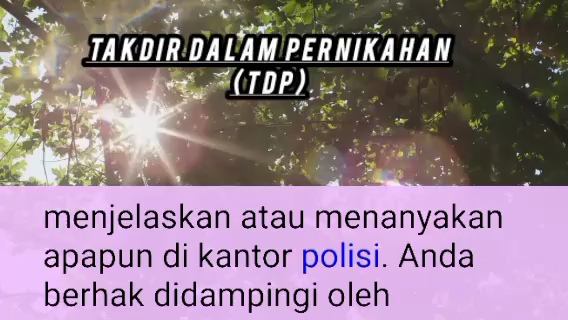 TAKDIR DALAM PERNIKAHAN
(TDP)
menjelaskan atau menanyakan
apapun di kantor polisi. Anda
berhak didampingi oleh